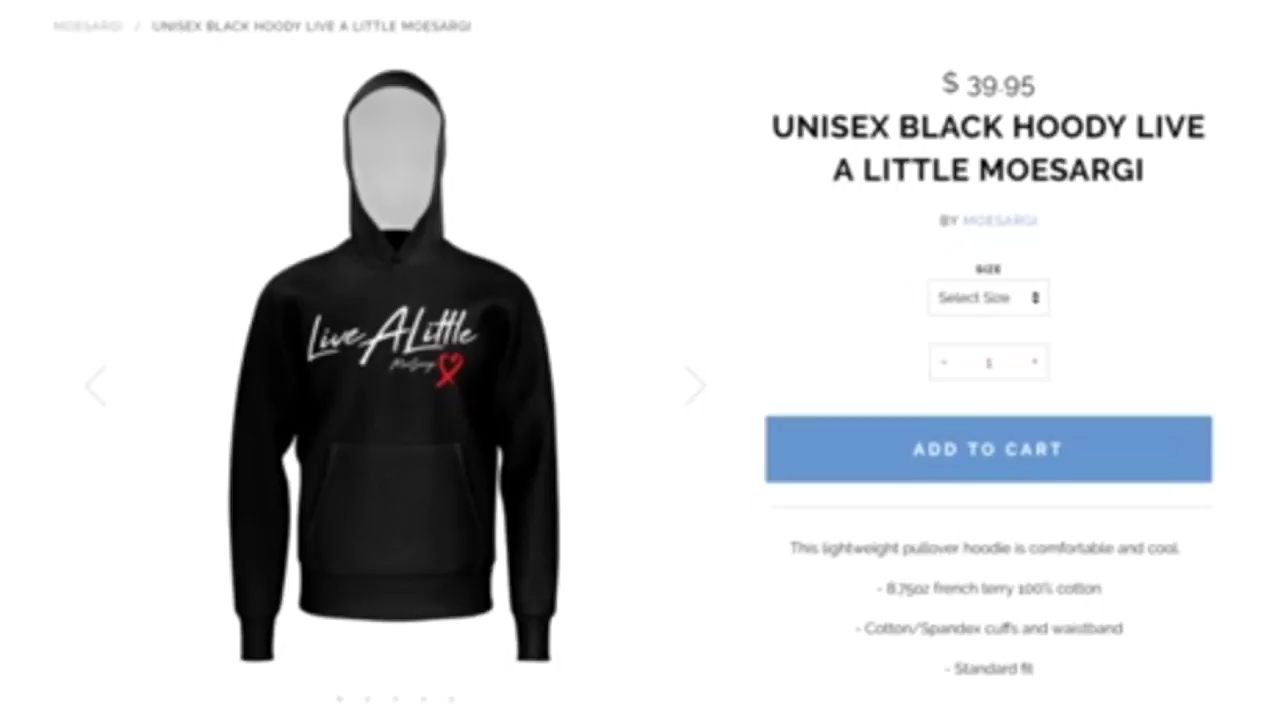 MOESARGI / UNISEX BLACK HOODY LIVE A LITTLE MOESARGI
$ 39.95
UNISEX BLACK HOODY LIVE
A LITTLE MOESARGI
BY MOESARGI
SIZE
Select Size
- 1 +
ADD TO CART
This lightweight pullover hoodie is comfortable and cool.
- 8.75oz french terry 100% cotton
- Cotton/Spandex cuffs and waistband
- Standard fit
Live A Little
MoeSargi